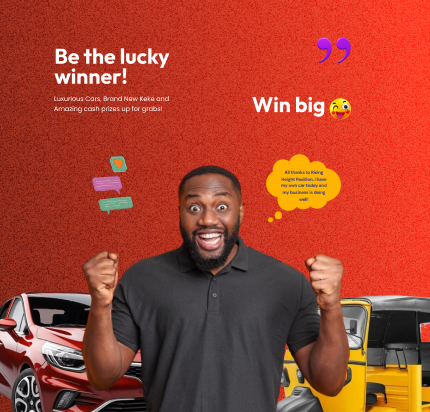 Be the lucky
winner!
Luxurious Cars, Brand New Keke and
Amazing cash prizes up for grabs!
Win big
All thanks to Rising
Height Pavilion. I have
my own car today and
my business is doing
well!